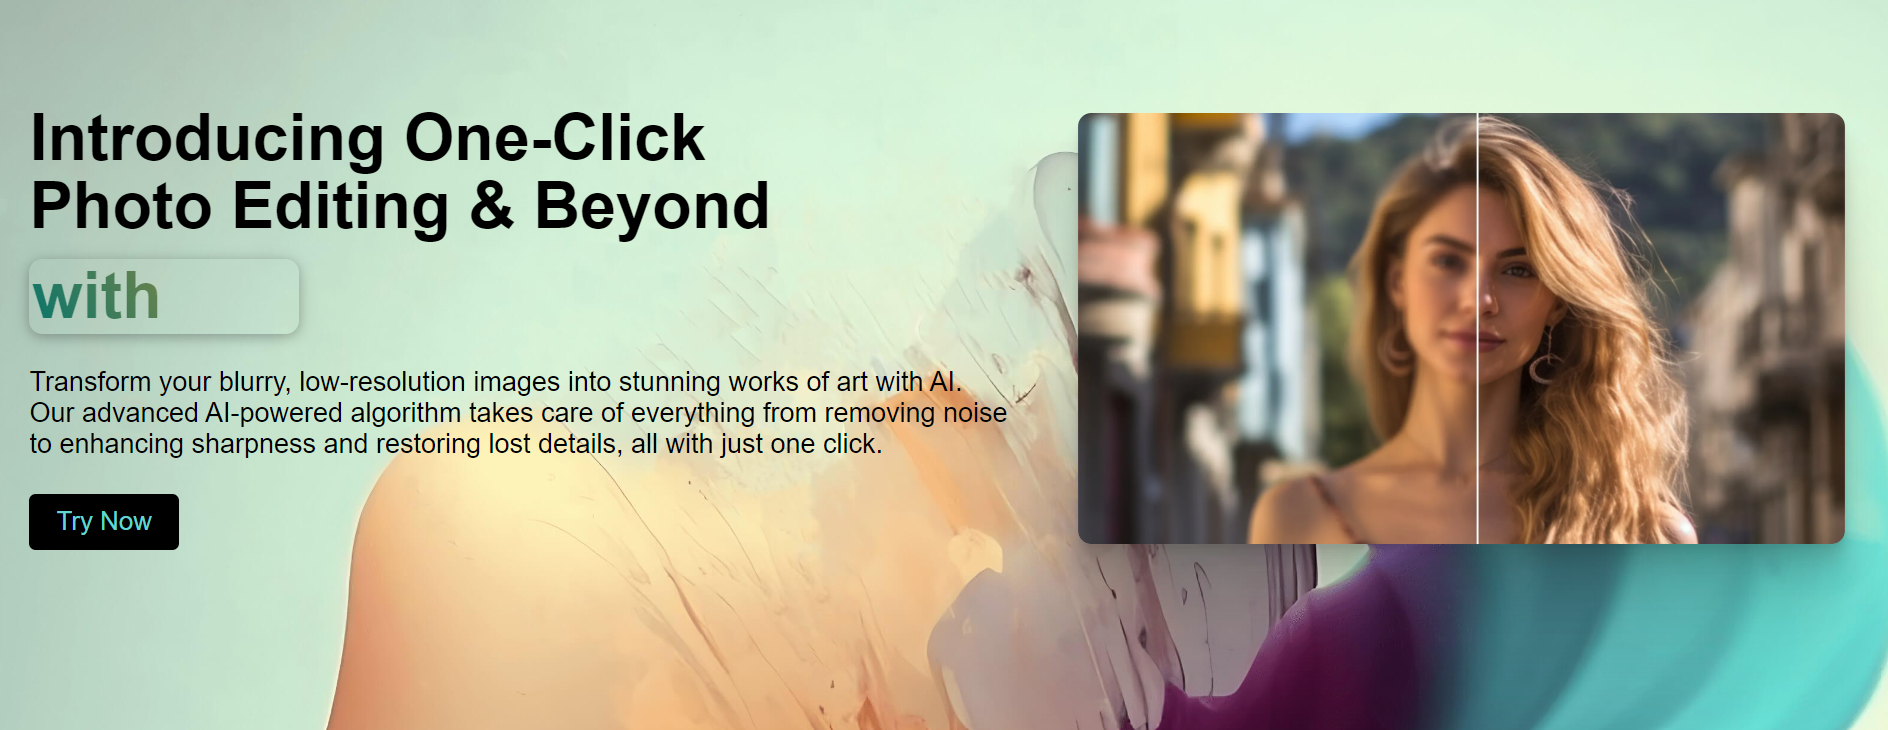 Introducing One-Click
Photo Editing & Beyond
with
Transform your blurry, low-resolution images into stunning works of art with AI.
Our advanced AI-powered algorithm takes care of everything from removing noise
to enhancing sharpness and restoring lost details, all with just one click.
Try Now